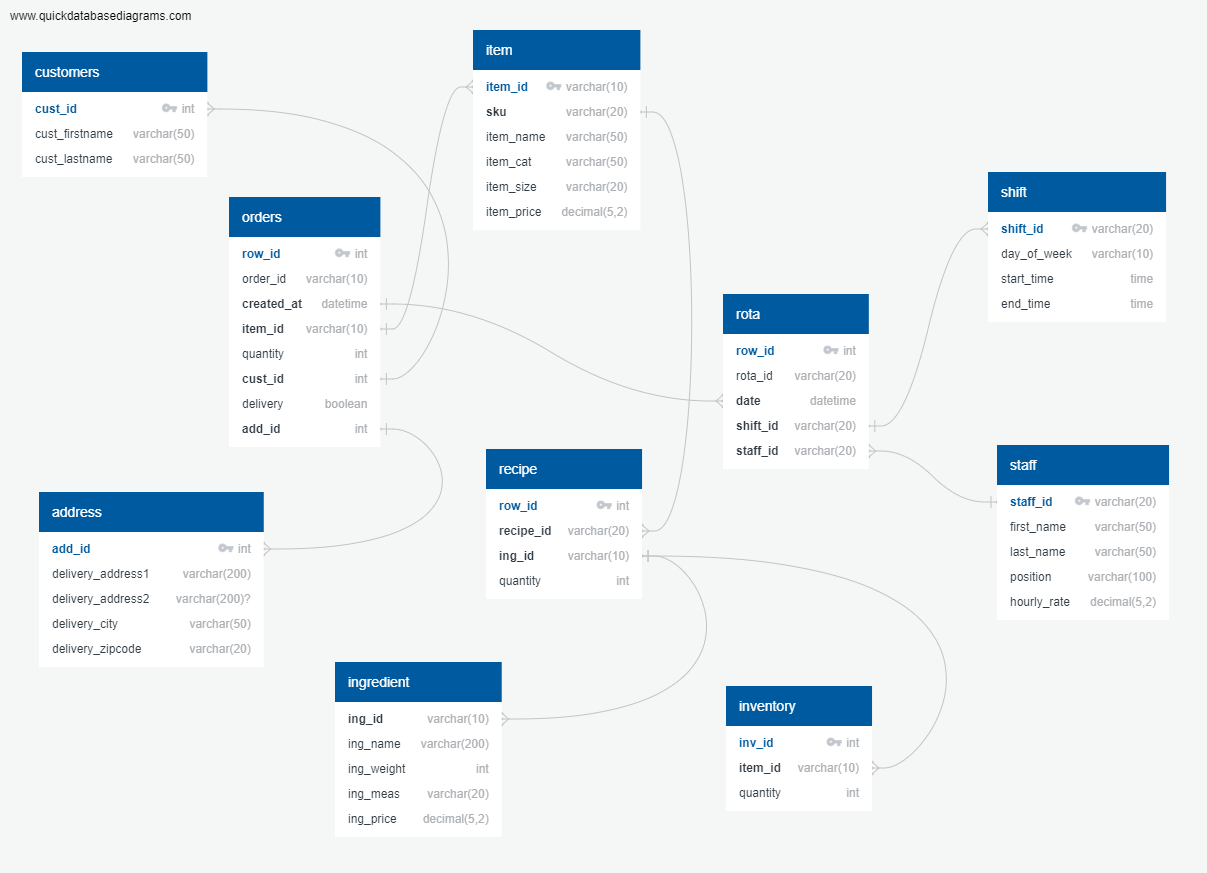 www.quickdatabasediagrams.com
customers
cust_id int
cust_firstname varchar(50)
cust_lastname varchar(50)
item
item_id varchar(10)
sku varchar(20)
item_name varchar(50)
item_cat varchar(50)
item_size varchar(20)
item_price decimal(5,2)
orders
row_id int
order_id varchar(10)
created_at datetime
item_id varchar(10)
quantity int
cust_id int
delivery boolean
add_id int
shift
shift_id varchar(20)
day_of_week varchar(10)
start_time time
end_time time
rota
row_id int
rota_id varchar(20)
date datetime
shift_id varchar(20)
staff_id varchar(20)
staff
staff_id varchar(20)
first_name varchar(50)
last_name varchar(50)
position varchar(100)
hourly_rate decimal(5,2)
recipe
row_id int
recipe_id varchar(20)
ing_id varchar(10)
quantity int
address
add_id int
delivery_address1 varchar(200)
delivery_address2 varchar(200)?
delivery_city varchar(50)
delivery_zipcode varchar(20)
ingredient
ing_id varchar(10)
ing_name varchar(200)
ing_weight int
ing_meas varchar(20)
ing_price decimal(5,2)
inventory
inv_id int
item_id varchar(10)
quantity int